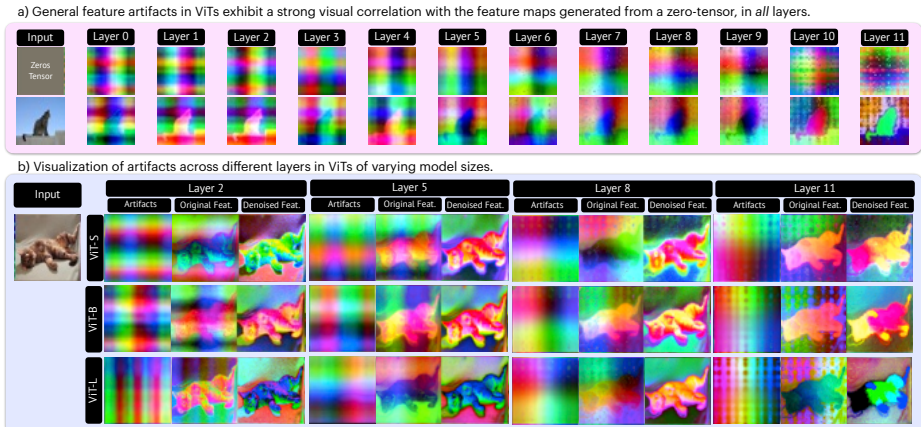 a) General feature artifacts in ViTs exhibit a strong visual correlation with the feature maps generated from a zero-tensor, in all layers.
Input Layer 0 Layer 1 Layer 2 Layer 3 Layer 4 Layer 5 Layer 6 Layer 7 Layer 8 Layer 9 Layer 10 Layer 11
Zeros
Tensor
b) Visualization of artifacts across different layers in ViTs of varying model sizes.
Input Layer 2 Layer 5 Layer 8 Layer 11
Artifacts Original Feat. Denoised Feat. Artifacts Original Feat. Denoised Feat. Artifacts Original Feat. Denoised Feat. Artifacts Original Feat. Denoised Feat.
ViT-S
ViT-B
ViT-L